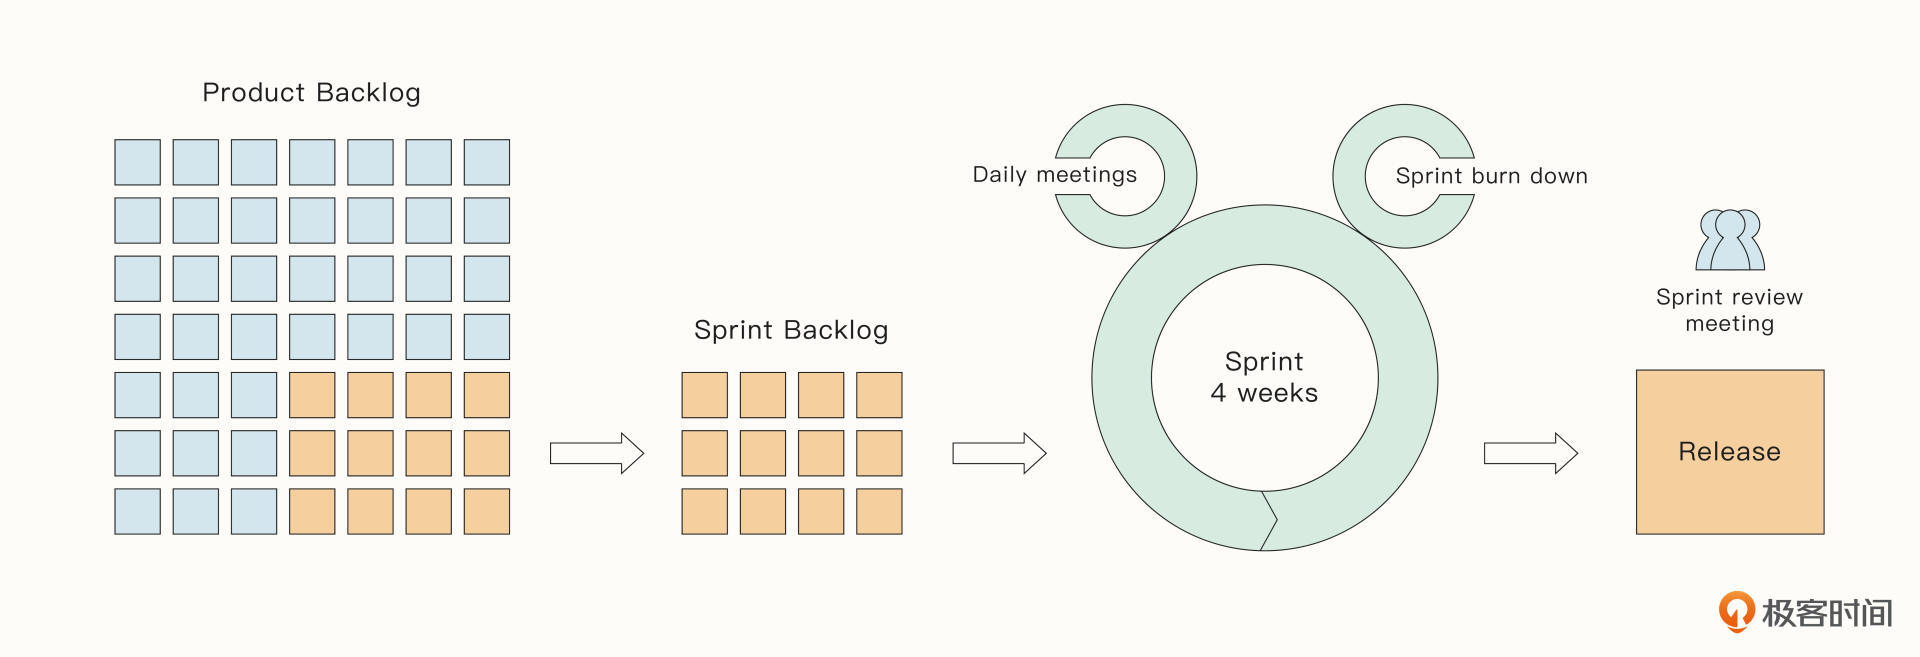 Product Backlog
Sprint Backlog
Daily meetings
Sprint burn down
Sprint
4 weeks
Sprint review
meeting
Release
极客时间